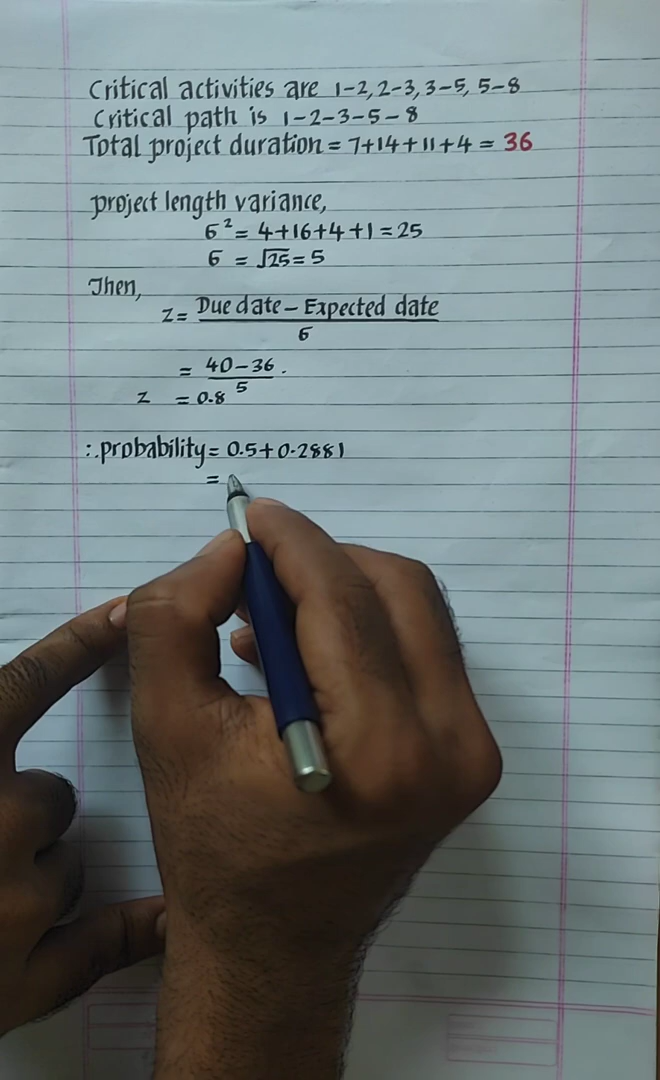 Critical activities are 1-2, 2-3, 3-5, 5-8
Critical path is 1-2-3-5-8
Total project duration = 7+14+11+4 = 36
project length variance,
б² = 4+16+4+1 = 25
б = √25 = 5
Then,
Z = Due date - Expected date
б
= 40-36
5
Z = 0.8
∴ probability = 0.5+0.2881
=